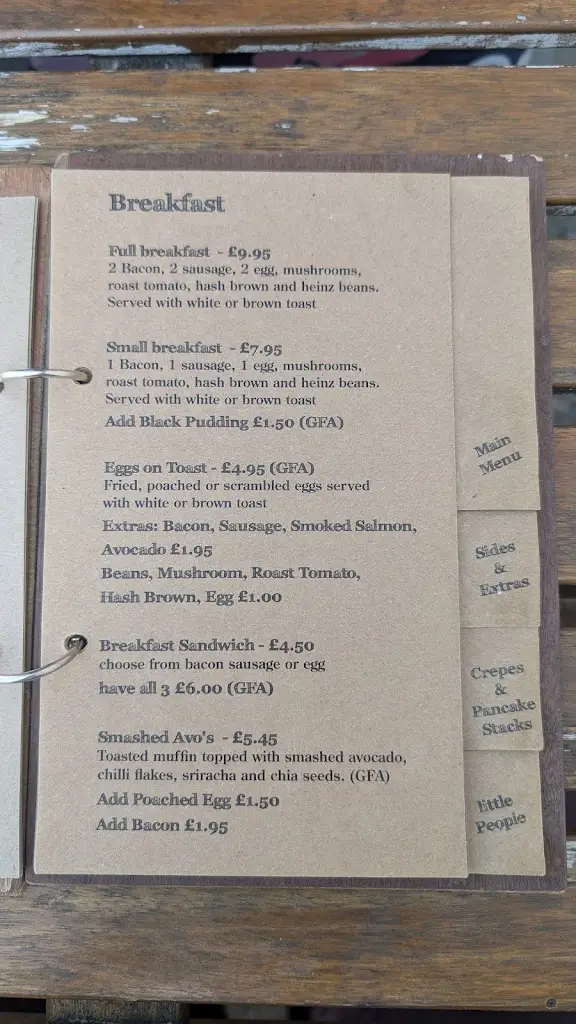 Breakfast
Full breakfast - £9.95
2 Bacon, 2 sausage, 2 egg, mushrooms,
roast tomato, hash brown and heinz beans.
Served with white or brown toast
Small breakfast - £7.95
1 Bacon, 1 sausage, 1 egg, mushrooms,
roast tomato, hash brown and heinz beans.
Served with white or brown toast
Add Black Pudding £1.50 (GFA)
Eggs on Toast - £4.95 (GFA)
Fried, poached or scrambled eggs served
with white or brown toast
Extras: Bacon, Sausage, Smoked Salmon,
Avocado £1.95
Beans, Mushroom, Roast Tomato,
Hash Brown, Egg £1.00
Breakfast Sandwich - £4.50
choose from bacon sausage or egg
have all 3 £6.00 (GFA)
Smashed Avo's - £5.45
Toasted muffin topped with smashed avocado,
chilli flakes, sriracha and chia seeds. (GFA)
Add Poached Egg £1.50
Add Bacon £1.95
Main
Menu
Sides
&
Extras
Crepes
&
Pancake
Stacks
ittle
People